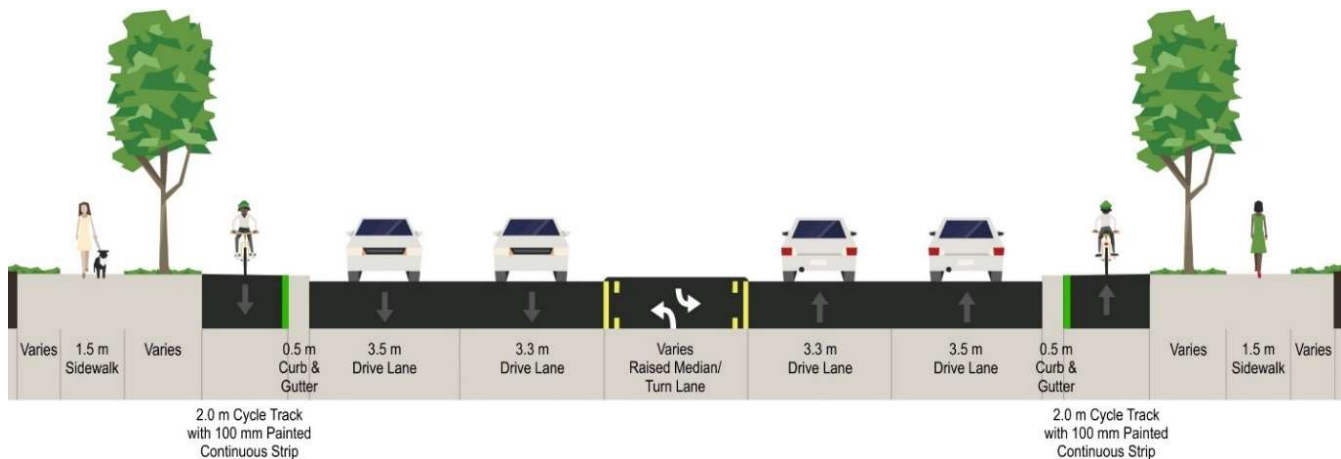 Varies
1.5 m
Sidewalk
Varies
2.0 m Cycle Track
with 100 mm Painted
Continuous Strip
0.5 m
Curb &
Gutter
3.5 m
Drive Lane
3.3 m
Drive Lane
Varies
Raised Median/
Turn Lane
3.3 m
Drive Lane
3.5 m
Drive Lane
0.5 m
Curb &
Gutter
2.0 m Cycle Track
with 100 mm Painted
Continuous Strip
Varies
1.5 m
Sidewalk
Varies